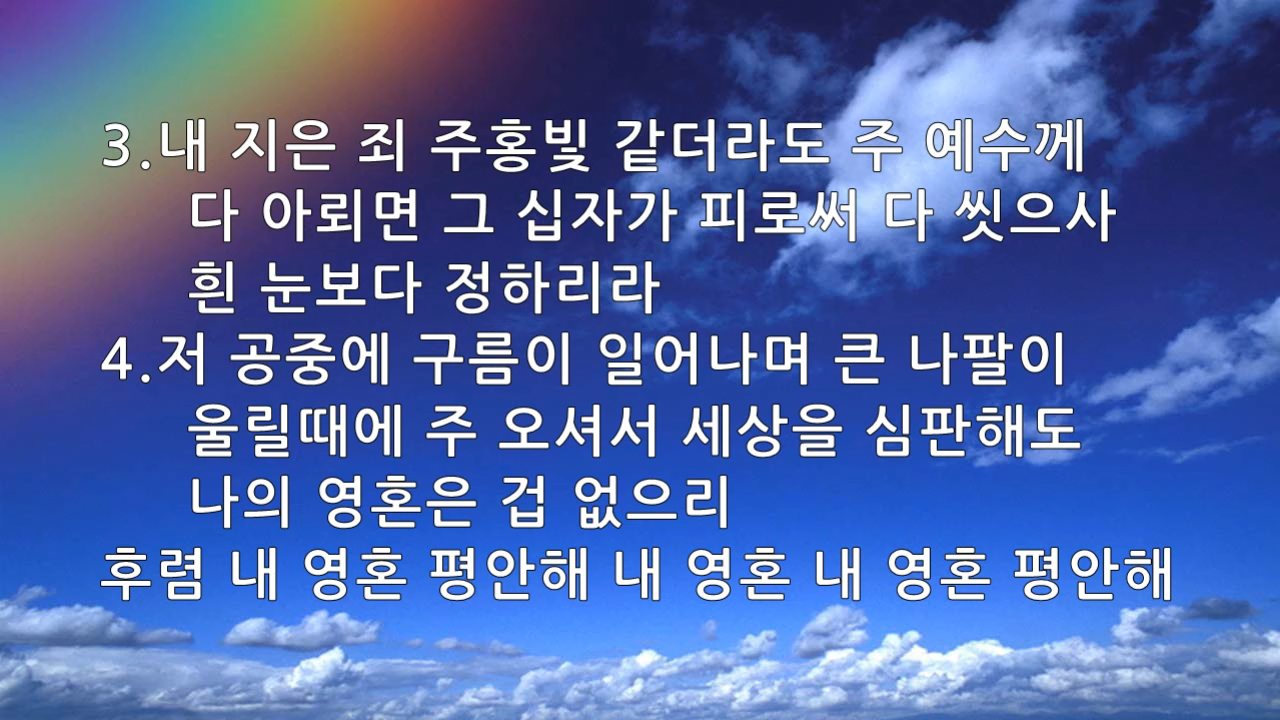 3.내 지은 죄 주홍빛 같더라도 주 예수께
다 아뢰면 그 십자가 피로써 다 씻으사
흰 눈보다 정하리라
4.저 공중에 구름이 일어나며 큰 나팔이
울릴때에 주 오셔서 세상을 심판해도
나의 영혼은 겁 없으리
후렴 내 영혼 평안해 내 영혼 내 영혼 평안해